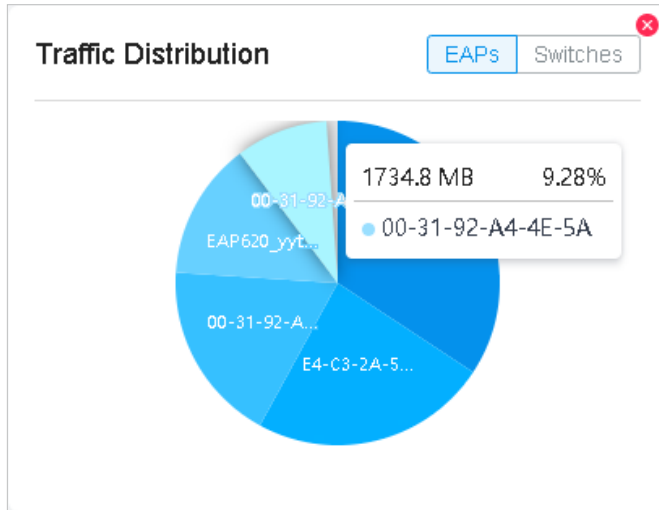 Traffic Distribution
EAPs
Switches
1734.8 MB 9.28%
00-31-92-A4-4E-5A
00-31-92-A
EAP620_yyt...
00-31-92-A...
E4-C3-2A-5...